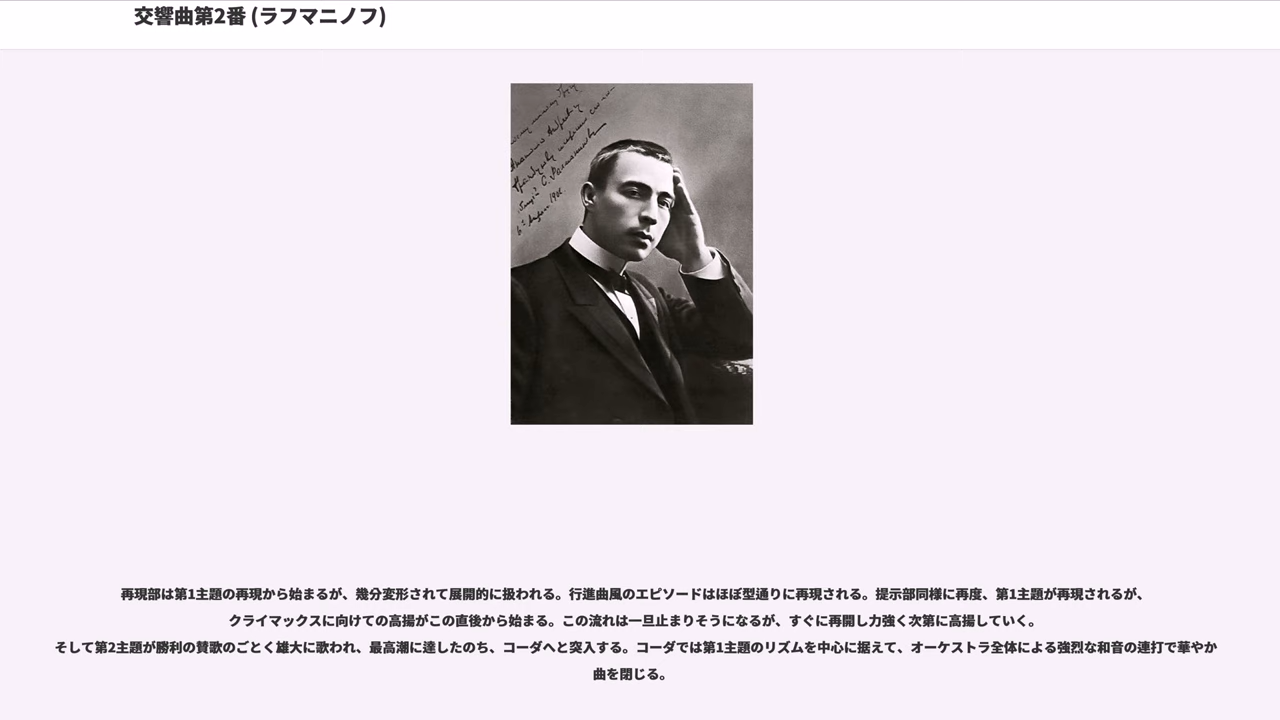 交響曲第2番 (ラフマニノフ)
再現部は第1主題の再現から始まるが、幾分変形されて展開的に扱われる。行進曲風のエピソードはほぼ型通りに再現される。提示部同様に再度、第1主題が再現されるが、
クライマックスに向けての高揚がこの直後から始まる。この流れは一旦止まりそうになるが、すぐに再開し力強く次第に高揚していく。
そして第2主題が勝利の賛歌のごとく雄大に歌われ、最高潮に達したのち、コーダへと突入する。コーダでは第1主題のリズムを中心に据えて、オーケストラ全体による強烈な和音の連打で華やか
曲を閉じる。